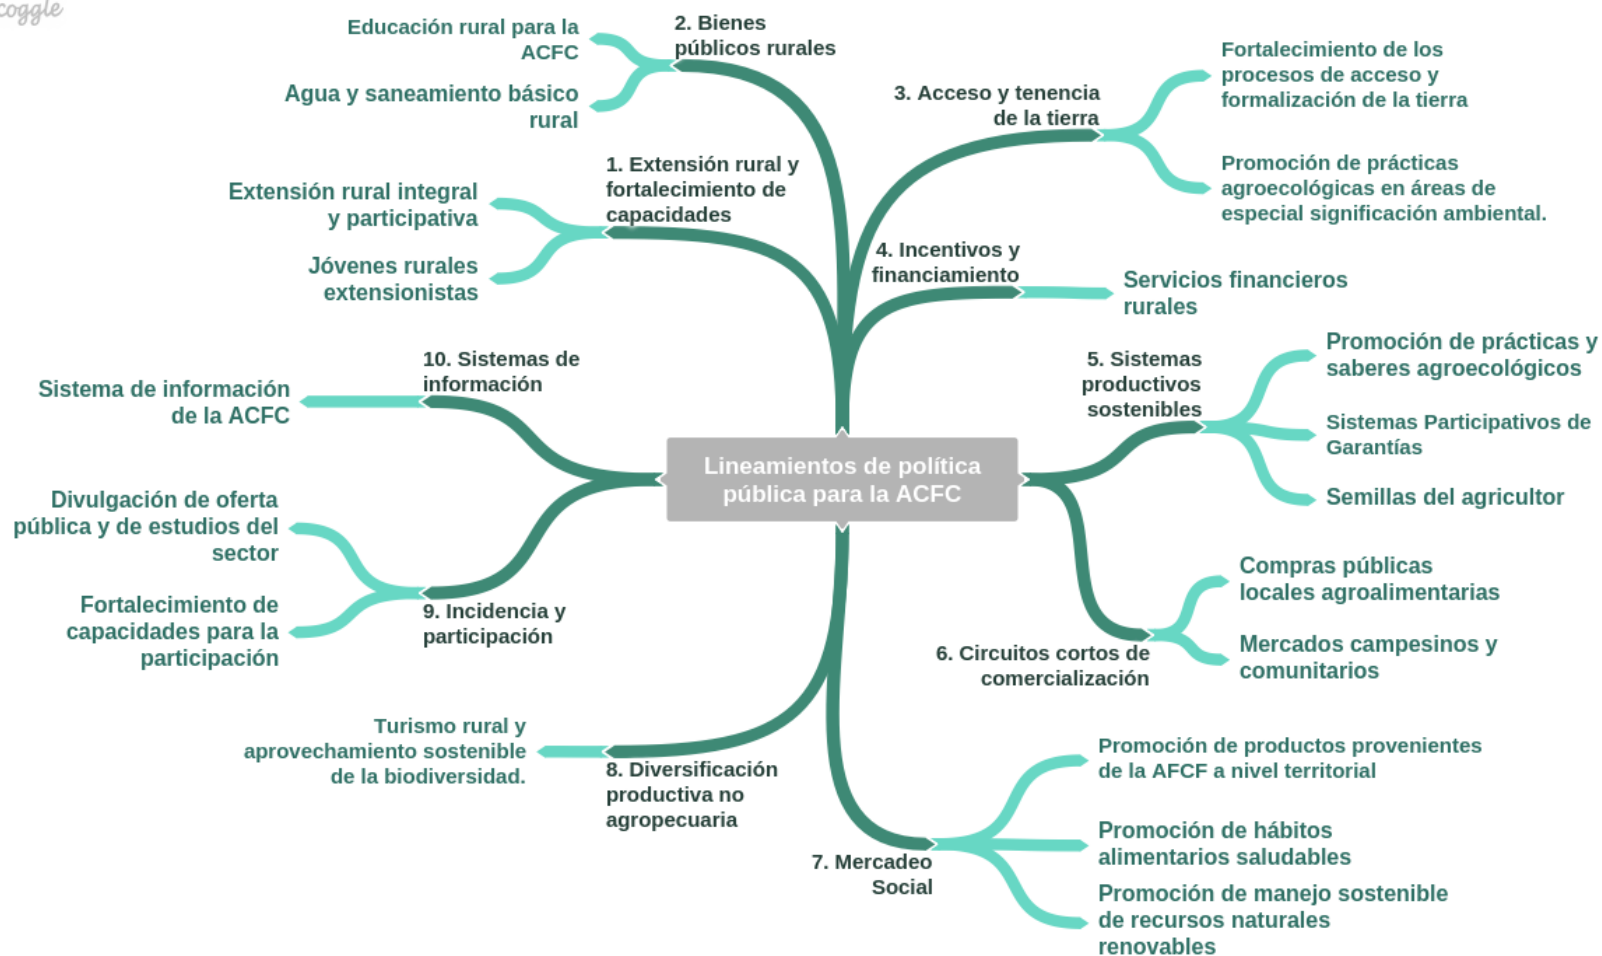 coggle
Educación rural para la
ACFC
Agua y saneamiento básico
rural
2. Bienes
públicos rurales
Extensión rural integral
y participativa
Jóvenes rurales
extensionistas
1. Extensión rural y
fortalecimiento de
capacidades
3. Acceso y tenencia
de la tierra
Fortalecimiento de los
procesos de acceso y
formalización de la tierra
Promoción de prácticas
agroecológicas en áreas de
especial significación ambiental.
4. Incentivos y
financiamiento
Servicios financieros
rurales
5. Sistemas
productivos
sostenibles
Promoción de prácticas y
saberes agroecológicos
Sistemas Participativos de
Garantías
Semillas del agricultor
10. Sistemas de
información
Sistema de información
de la ACFC
Lineamientos de política
pública para la ACFC
Divulgación de oferta
pública y de estudios del
sector
Fortalecimiento de
capacidades para la
participación
9. Incidencia y
participación
6. Circuitos cortos de
comercialización
Compras públicas
locales agroalimentarias
Mercados campesinos y
comunitarios
Turismo rural y
aprovechamiento sostenible
de la biodiversidad.
8. Diversificación
productiva no
agropecuaria
7. Mercadeo
Social
Promoción de productos provenientes
de la AFCF a nivel territorial
Promoción de hábitos
alimentarios saludables
Promoción de manejo sostenible
de recursos naturales
renovables